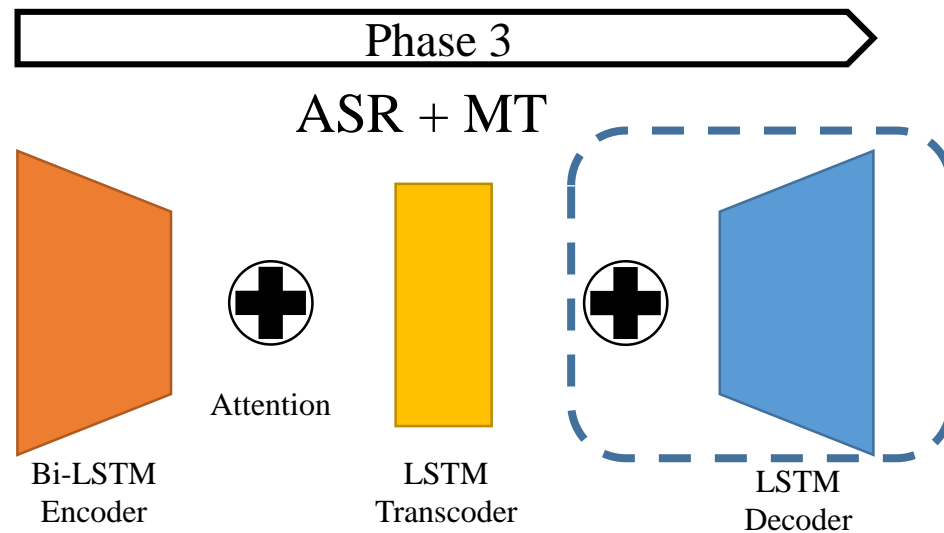 Phase 3
ASR + MT
Attention
Bi-LSTM
Encoder
LSTM
Transcoder
LSTM
Decoder